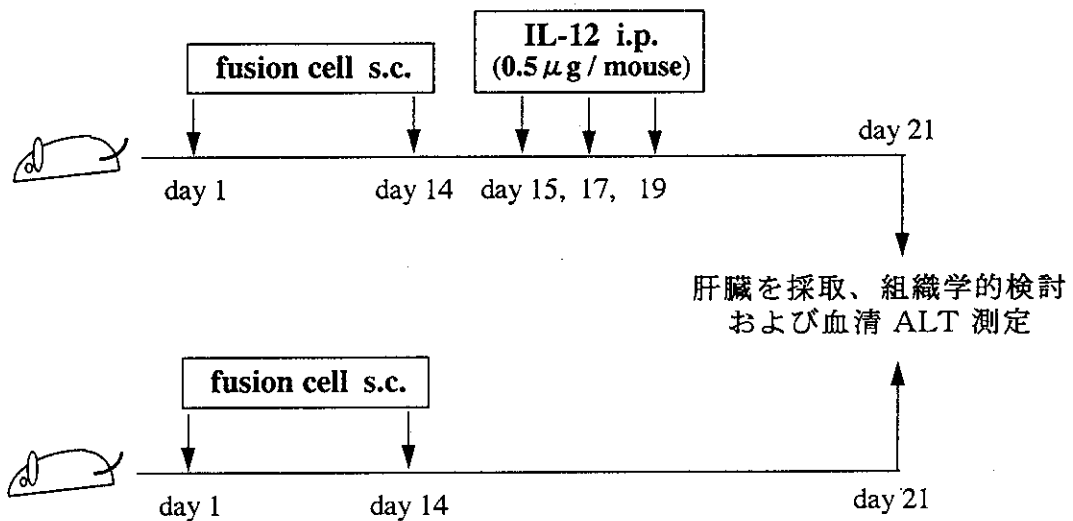 fusion cell s.c.
IL-12 i.p.
(0.5 μg / mouse)
day 21
day 1
day 14
day 15, 17, 19
肝臓を採取、組織学的検討
および血清 ALT 測定
fusion cell s.c.
day 1
day 14
day 21